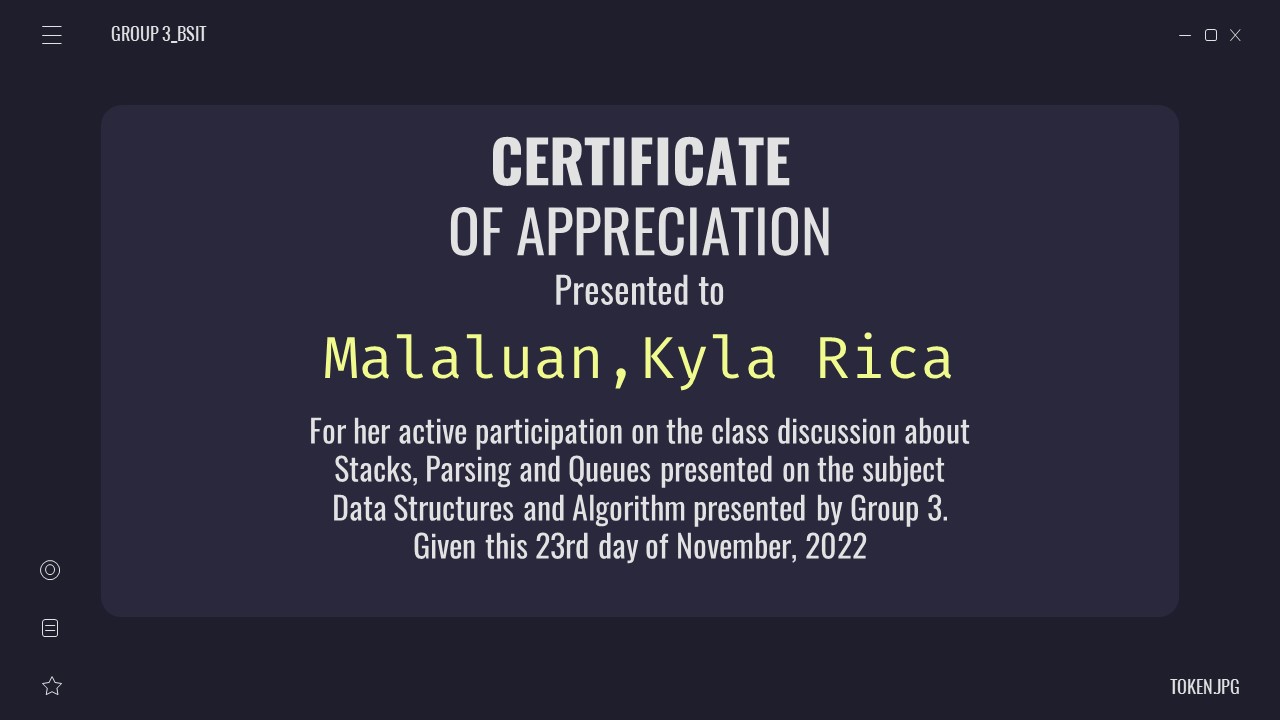 GROUP 3_BSIT
CERTIFICATE
OF APPRECIATION
Presented to
Malaluan,Kyla Rica
For her active participation on the class discussion about
Stacks, Parsing and Queues presented on the subject
Data Structures and Algorithm presented by Group 3.
Given this 23rd day of November, 2022
TOKEN.JPG